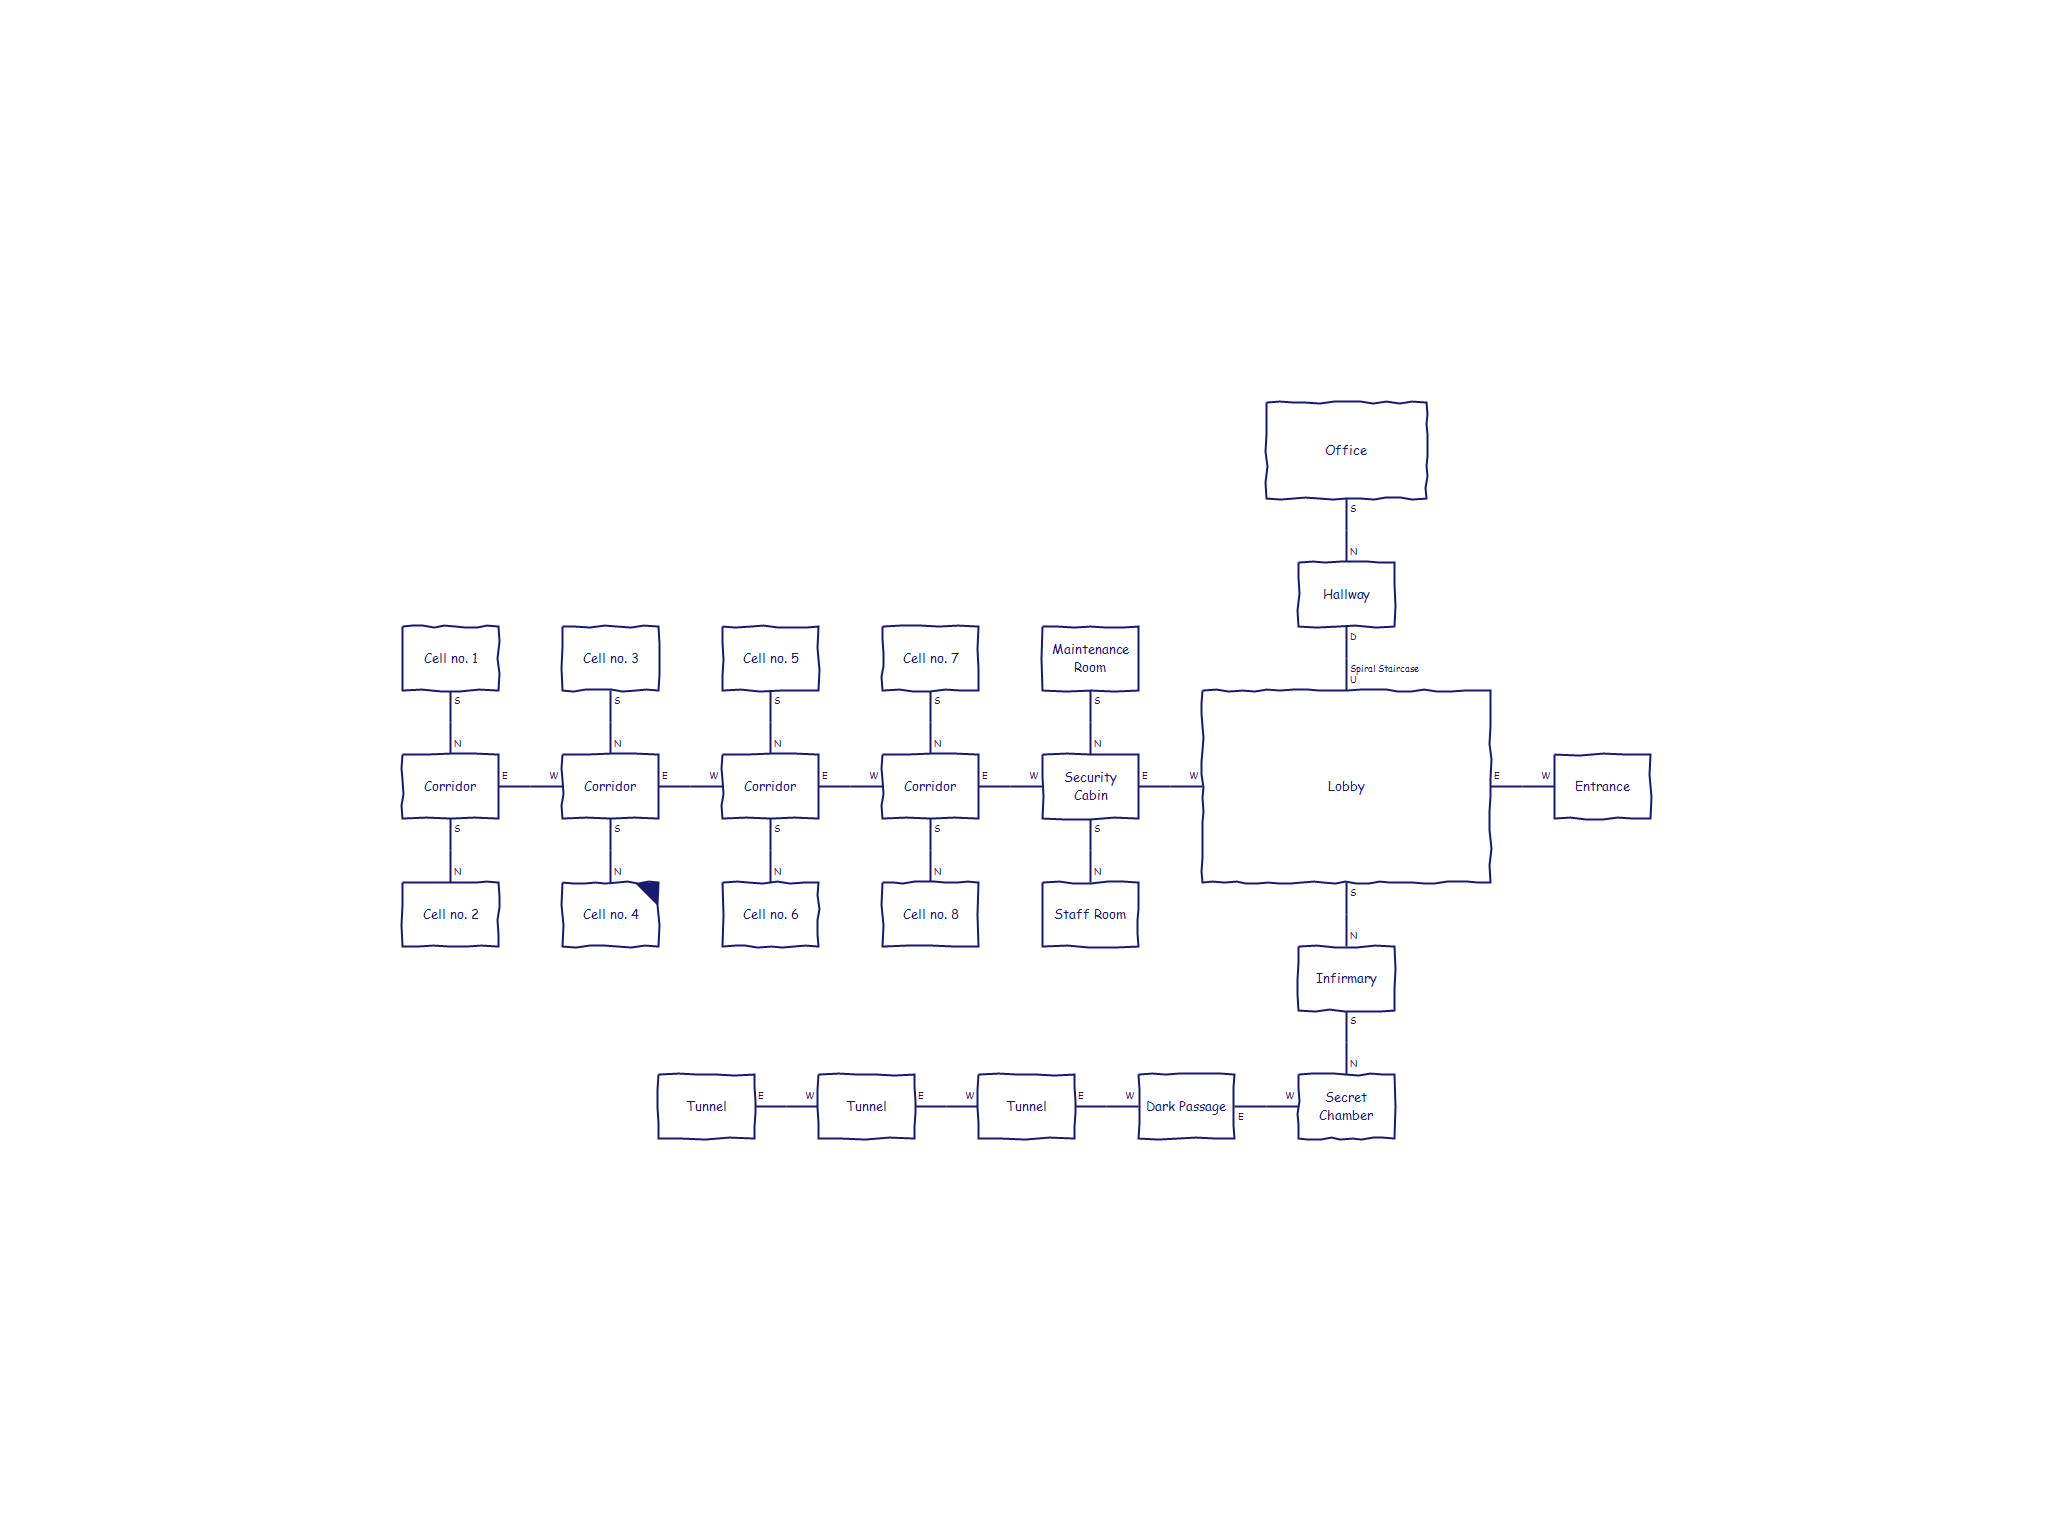 Office
S
N
Hallway
D
Spiral Staircase
U
Cell no. 1
Cell no. 3
Cell no. 5
Cell no. 7
Maintenance
Room
S
S
S
S
S
N
N
N
N
N
Corridor
E
W
Corridor
E
W
Corridor
E
W
Corridor
E
W
Security
Cabin
E
W
Lobby
E
W
Entrance
S
S
S
S
S
N
N
N
N
N
Cell no. 2
Cell no. 4
Cell no. 6
Cell no. 8
Staff Room
S
N
Infirmary
S
N
Tunnel
E
W
Tunnel
E
W
Tunnel
E
W
Dark Passage
E
W
Secret
Chamber